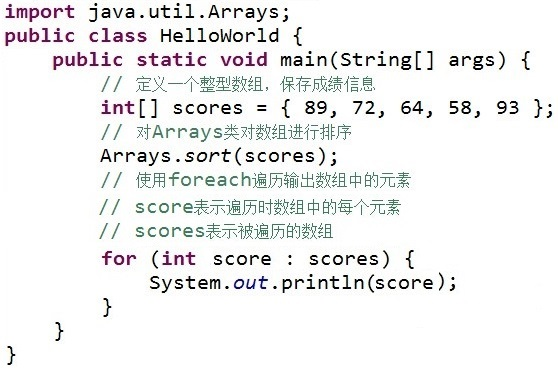 import java.util.Arrays;
public class HelloWorld {
    public static void main(String[] args) {
        // 定义一个整型数组，保存成绩信息
        int[] scores = { 89, 72, 64, 58, 93 };
        // 对Arrays类对数组进行排序
        Arrays.sort(scores);
        // 使用foreach遍历输出数组中的元素
        // score表示遍历时数组中的每个元素
        // scores表示被遍历的数组
        for (int score : scores) {
            System.out.println(score);
        }
    }
}